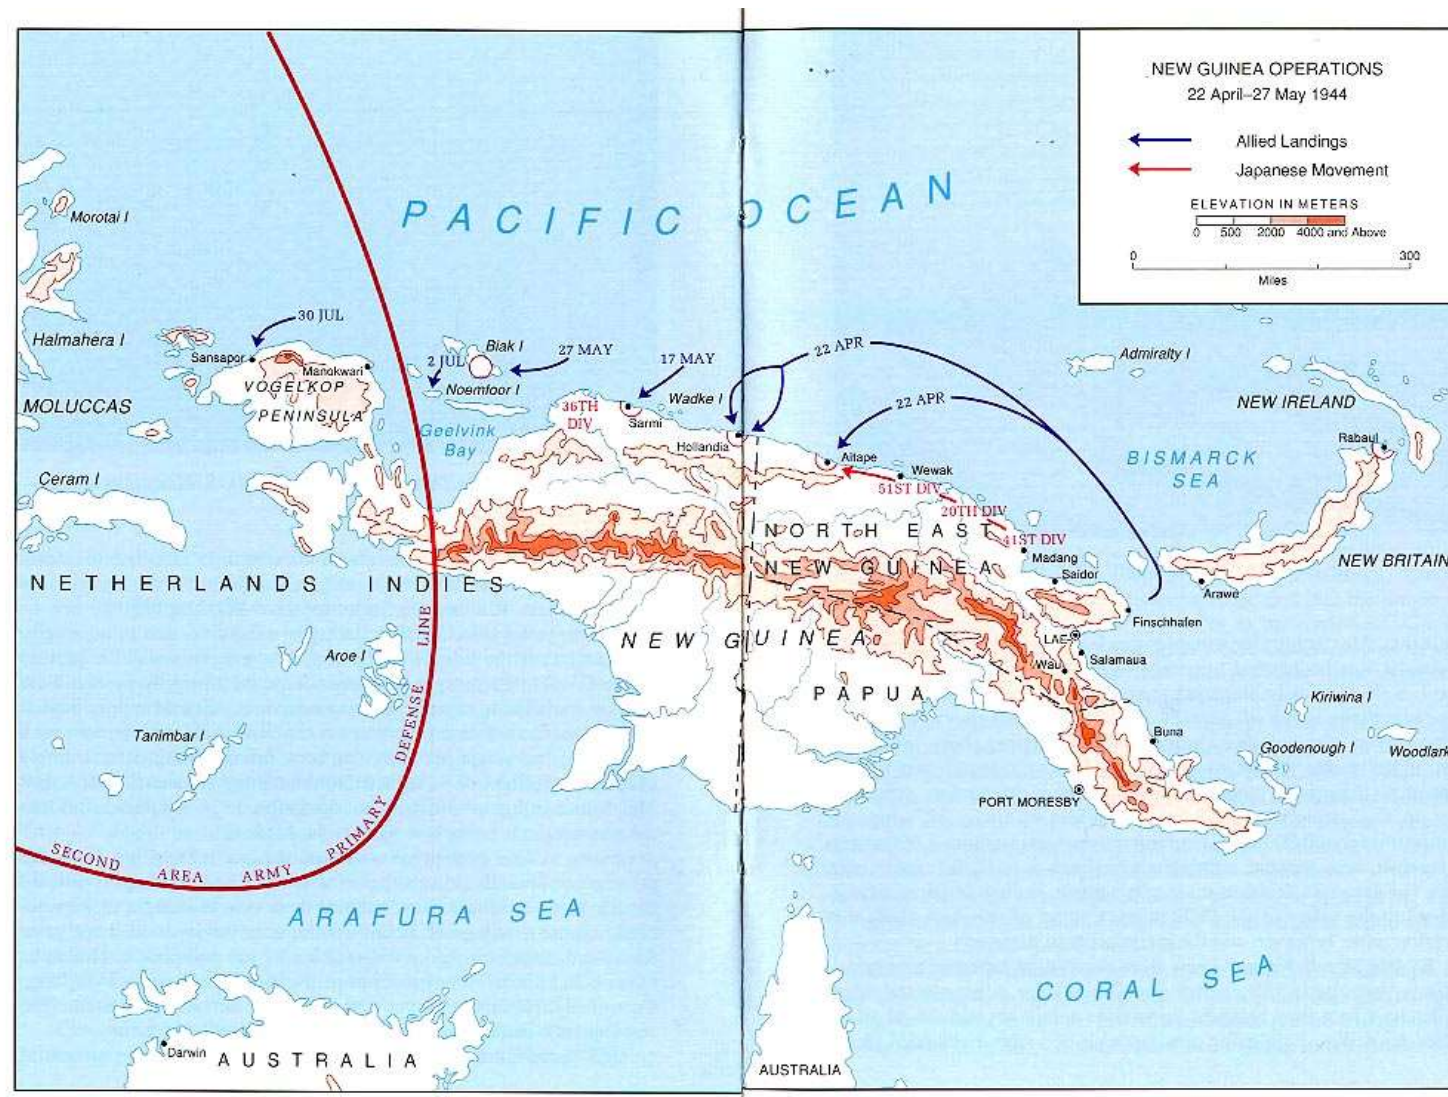 NEW GUINEA OPERATIONS
22 April–27 May 1944
Allied Landings
Japanese Movement
ELEVATION IN METERS
0 500 2000 4000 and Above
0 300
Miles
PACIFIC OCEAN
Morotai I
Halmahera I
MOLUCCAS
Ceram I
30 JUL
Sansapor
Manokwari
VOGELKOP
PENINSULA
2 JUL
Biak I
Noemfoor I
27 MAY
Geelvink
Bay
36TH
DIV
17 MAY
Sarmi
Wadke I
Hollandia
22 APR
22 APR
Aitape
Wewak
51ST DIV
20TH DIV
41ST DIV
Admiralty I
NEW IRELAND
Rabaul
BISMARCK
SEA
NEW BRITAIN
Arawe
NORTH EAST
NEW GUINEA
Madang
Saidor
Finschhafen
LAE
Salamaua
Wau
NETHERLANDS INDIES
NEW GUINEA
PAPUA
Aroe I
Tanimbar I
Buna
PORT MORESBY
Kiriwina I
Goodenough I
Woodlark
SECOND AREA ARMY PRIMARY DEFENSE LINE
ARAFURA SEA
CORAL SEA
Darwin
AUSTRALIA
AUSTRALIA